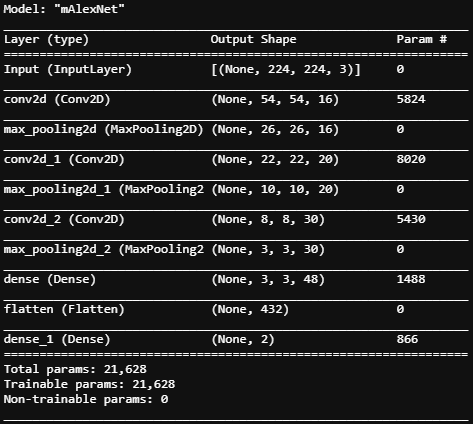 Model: "mAlexNet"
Layer (type) Output Shape Param #
Input (InputLayer) [(None, 224, 224, 3)] 0
conv2d (Conv2D) (None, 54, 54, 16) 5824
max_pooling2d (MaxPooling2D) (None, 26, 26, 16) 0
conv2d_1 (Conv2D) (None, 22, 22, 20) 8020
max_pooling2d_1 (MaxPooling2 (None, 10, 10, 20) 0
conv2d_2 (Conv2D) (None, 8, 8, 30) 5430
max_pooling2d_2 (MaxPooling2 (None, 3, 3, 30) 0
dense (Dense) (None, 3, 3, 48) 1488
flatten (Flatten) (None, 432) 0
dense_1 (Dense) (None, 2) 866
Total params: 21,628
Trainable params: 21,628
Non-trainable params: 0